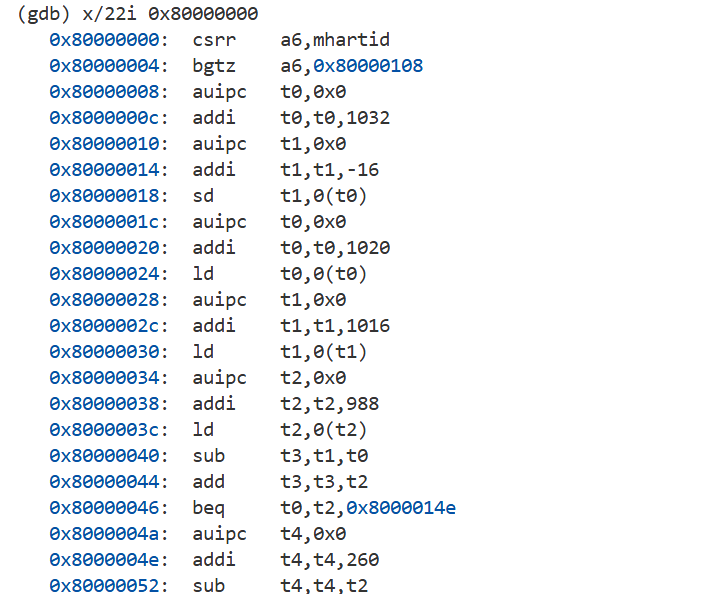 (gdb) x/22i 0x80000000
0x80000000: csrr a6,mhartid
0x80000004: bgtz a6,0x80000108
0x80000008: auipc t0,0x0
0x8000000c: addi t0,t0,1032
0x80000010: auipc t1,0x0
0x80000014: addi t1,t1,-16
0x80000018: sd t1,0(t0)
0x8000001c: auipc t0,0x0
0x80000020: addi t0,t0,1020
0x80000024: ld t0,0(t0)
0x80000028: auipc t1,0x0
0x8000002c: addi t1,t1,1016
0x80000030: ld t1,0(t1)
0x80000034: auipc t2,0x0
0x80000038: addi t2,t2,988
0x8000003c: ld t2,0(t2)
0x80000040: sub t3,t1,t0
0x80000044: add t3,t3,t2
0x80000046: beq t0,t2,0x8000014e
0x8000004a: auipc t4,0x0
0x8000004e: addi t4,t4,260
0x80000052: sub t4,t4,t2